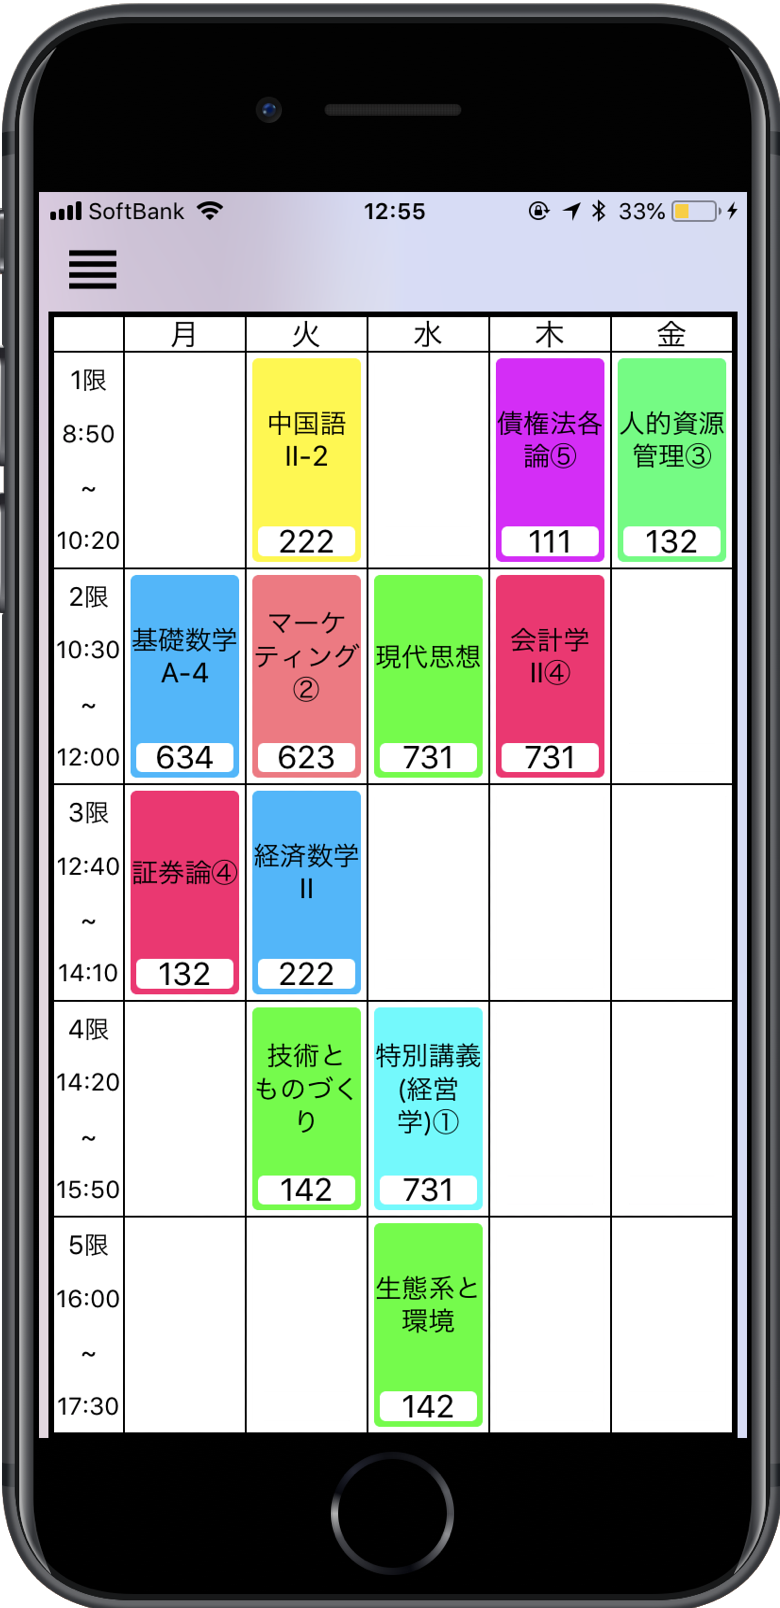 SoftBank 12:55 33%
月 火 水 木 金
1限
8:50
~
10:20
中国語
II-2
222
債権法各
論⑤
111
人的資源
管理③
132
2限
10:30
~
12:00
基礎数学
A-4
634
マーケ
ティング
②
623
現代思想
731
会計学
II④
731
3限
12:40
~
14:10
証券論④
132
経済数学
II
222
4限
14:20
~
15:50
技術と
ものづく
り
142
特別講義
(経営
学)①
731
5限
16:00
~
17:30
生態系と
環境
142